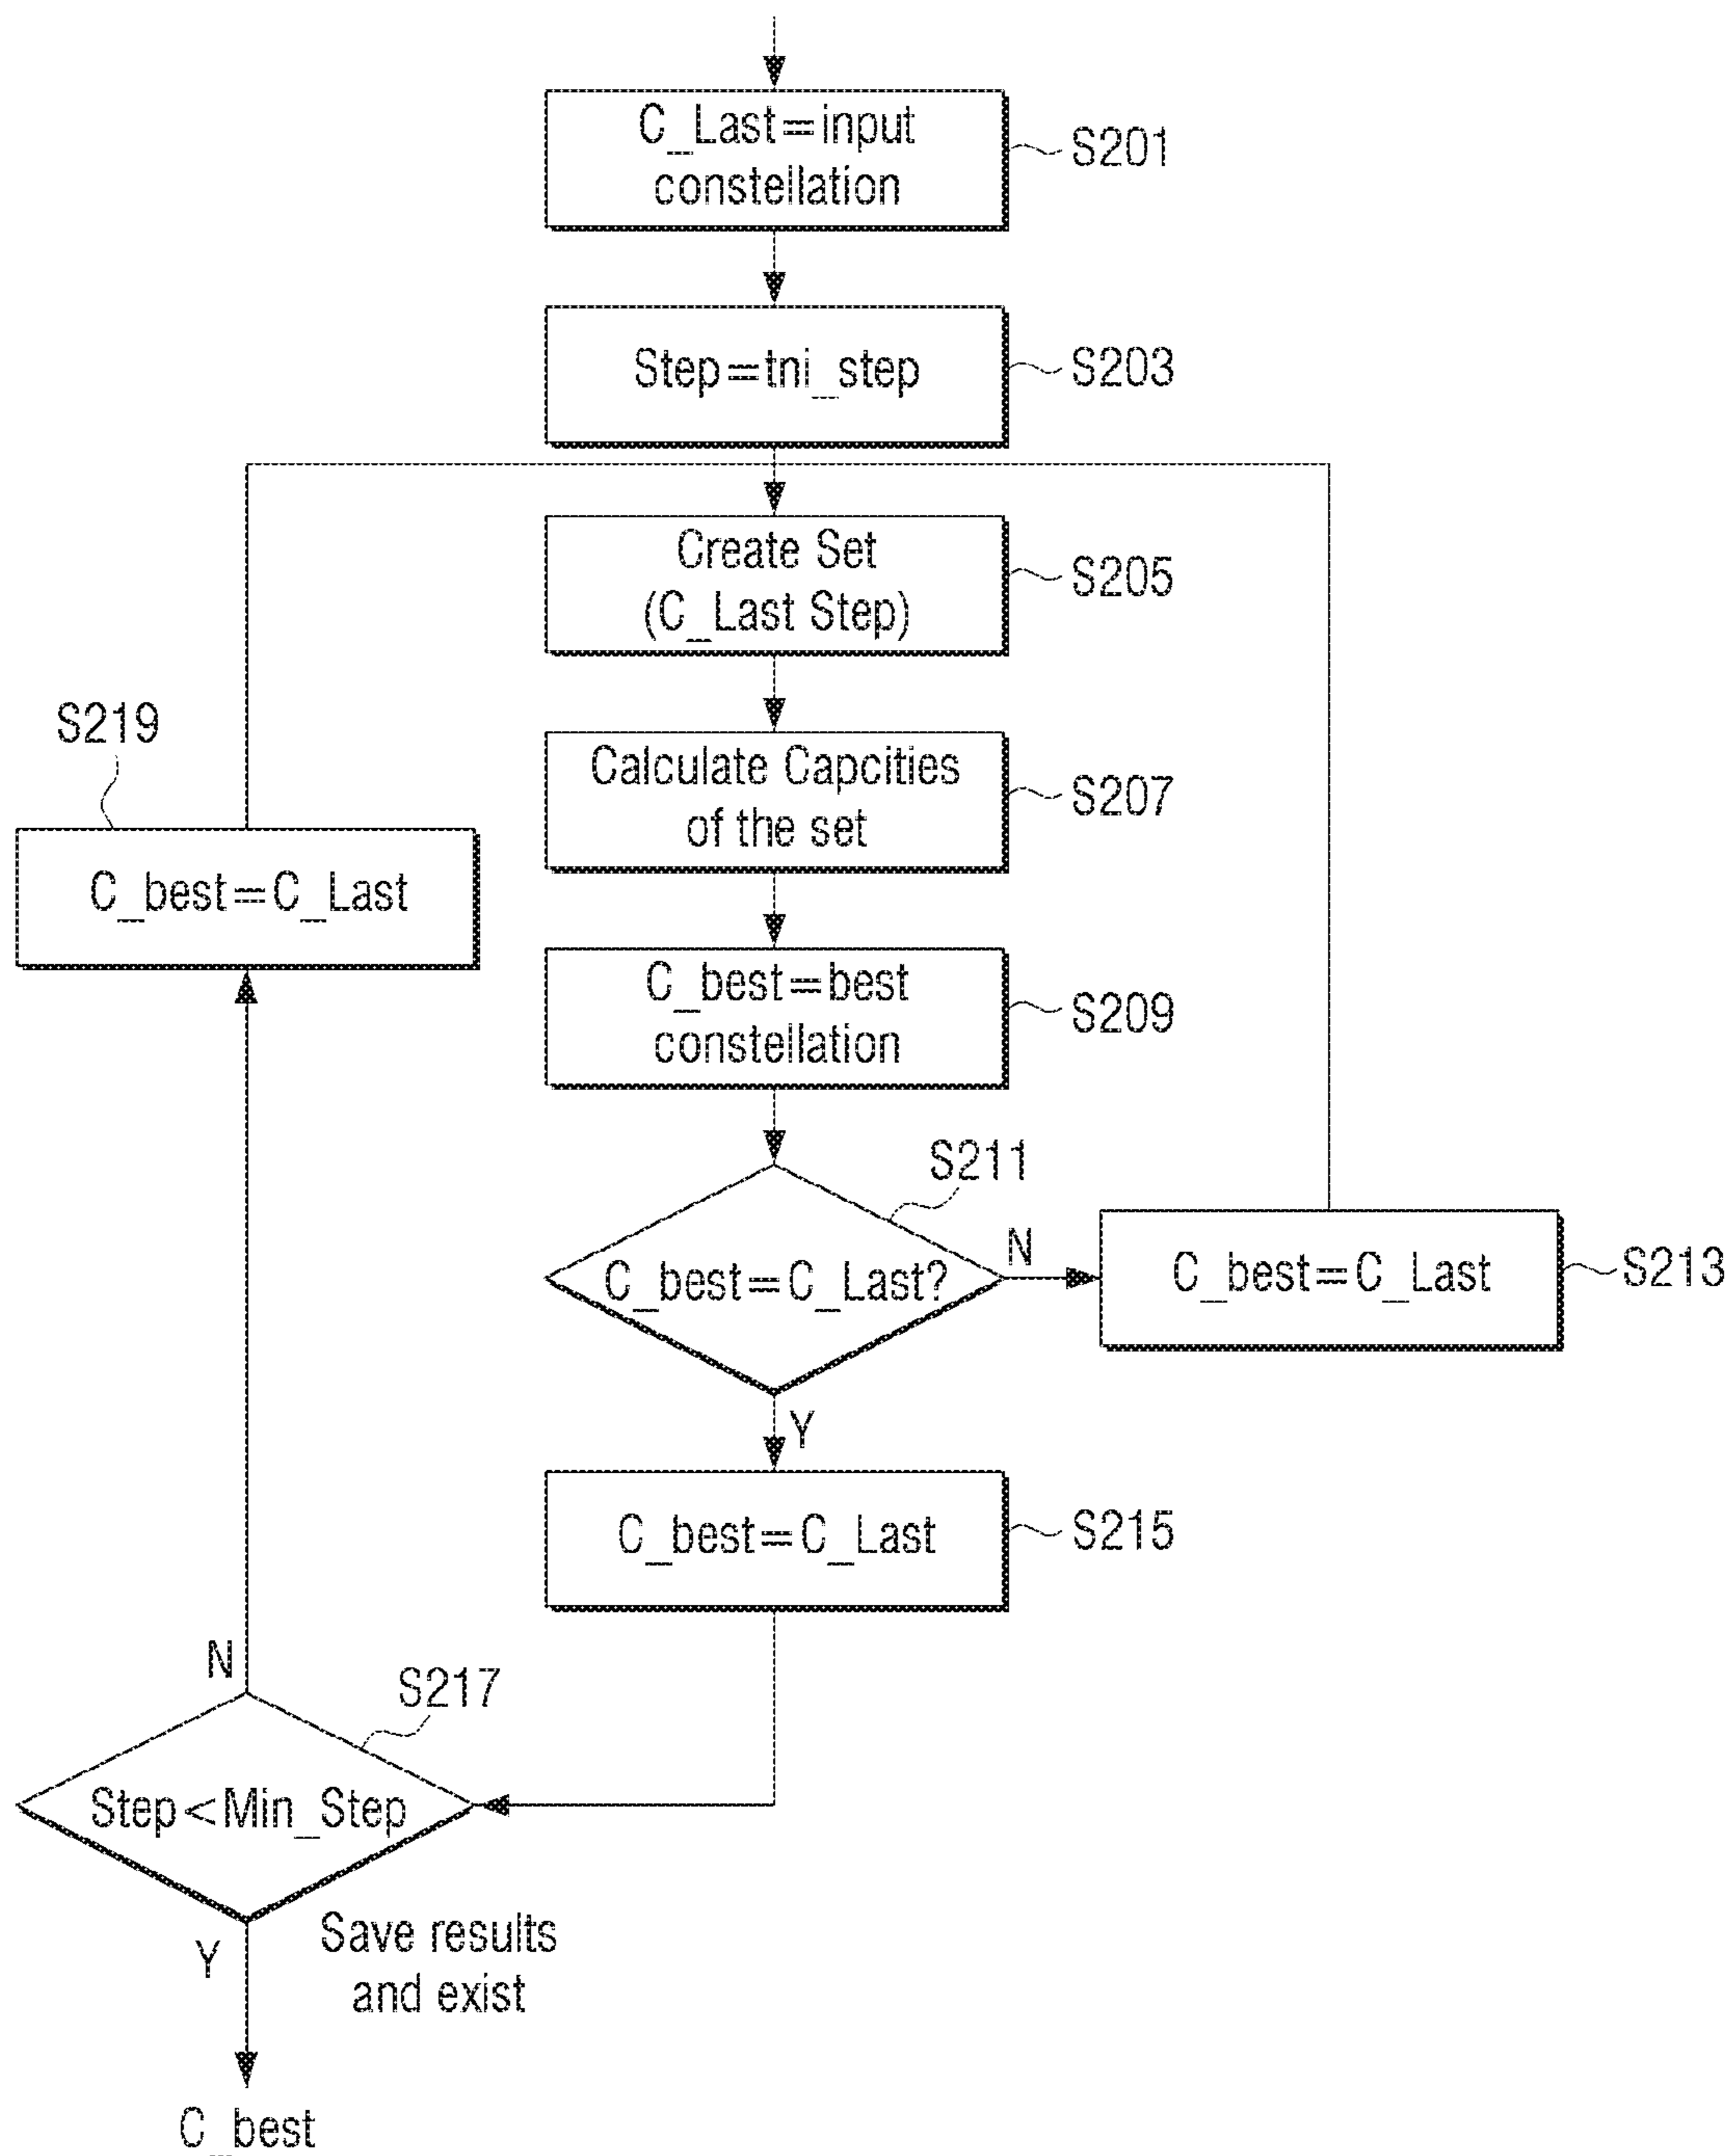 C_Last=input
constellation
S201
Step=tni_step
S203
Create Set
(C_Last Step)
S205
S219
Calculate Capcities
of the set
S207
C_best=C_Last
C_best=best
constellation
S209
S211
C_best=C_Last?
N
C_best=C_Last
S213
Y
C_best=C_Last
S215
N
S217
Step<Min_Step
Y
Save results
and exist
C_best